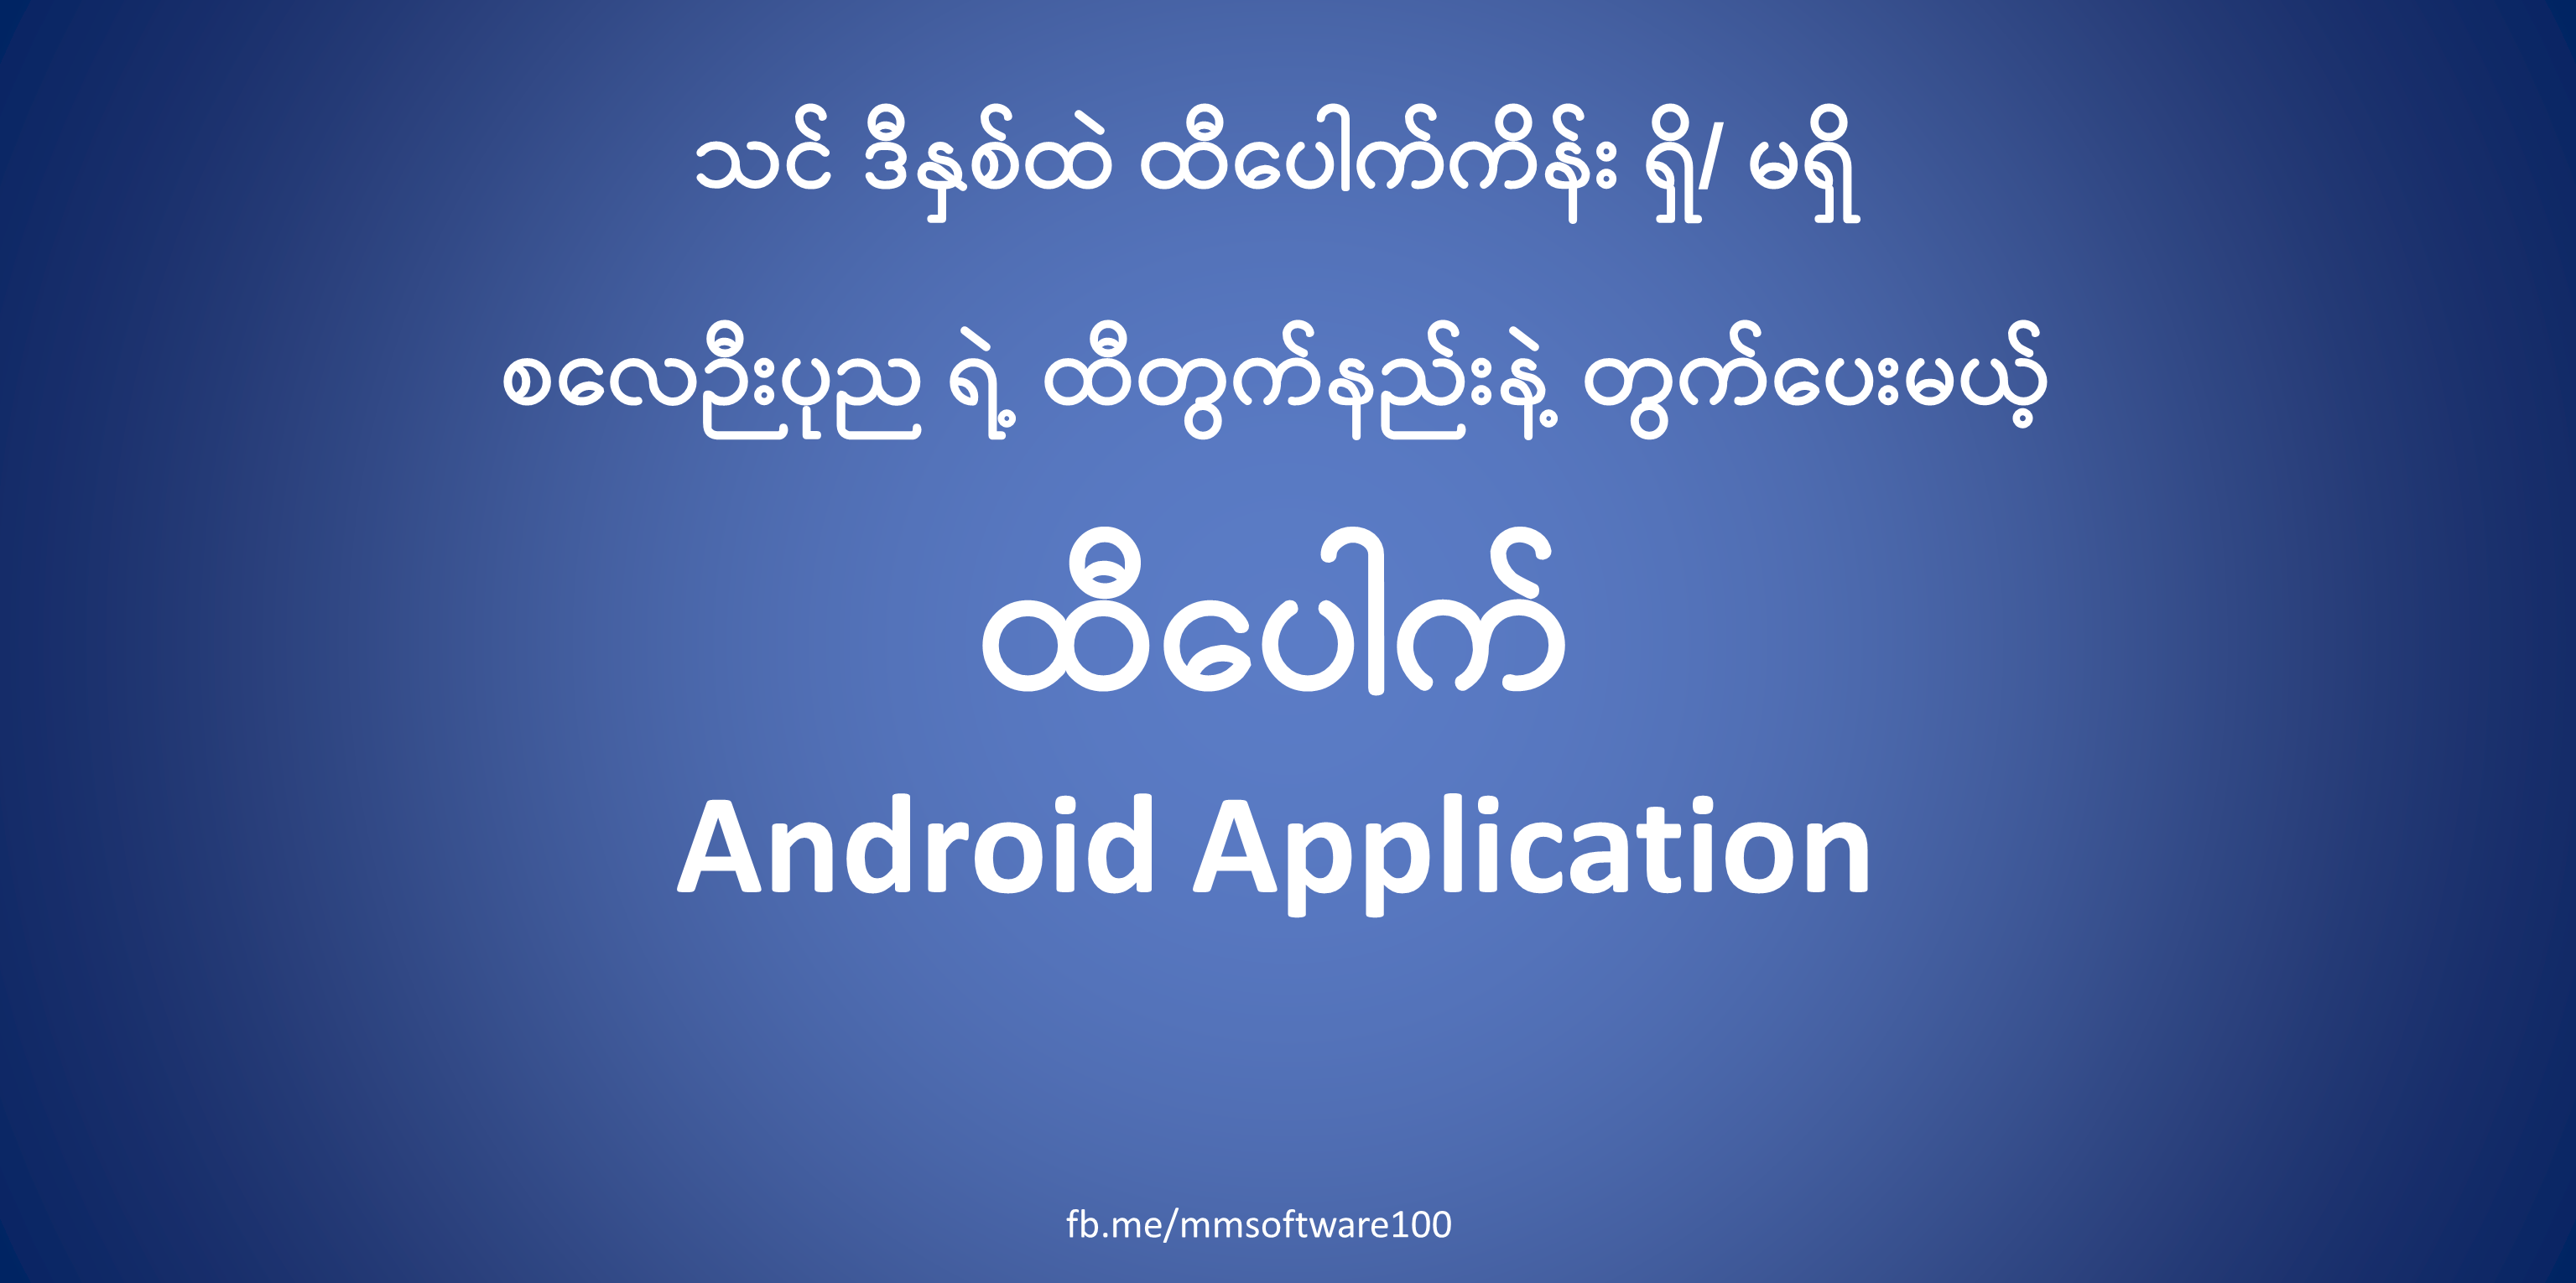 သင် ဒီနှစ်ထဲ ထီပေါက်ကိန်း ရှိ/ မရှိ
စလေဦးပုည ရဲ့ ထီတွက်နည်းနဲ့ တွက်ပေးမယ့်
ထီပေါက်
Android Application
fb.me/mmsoftware100